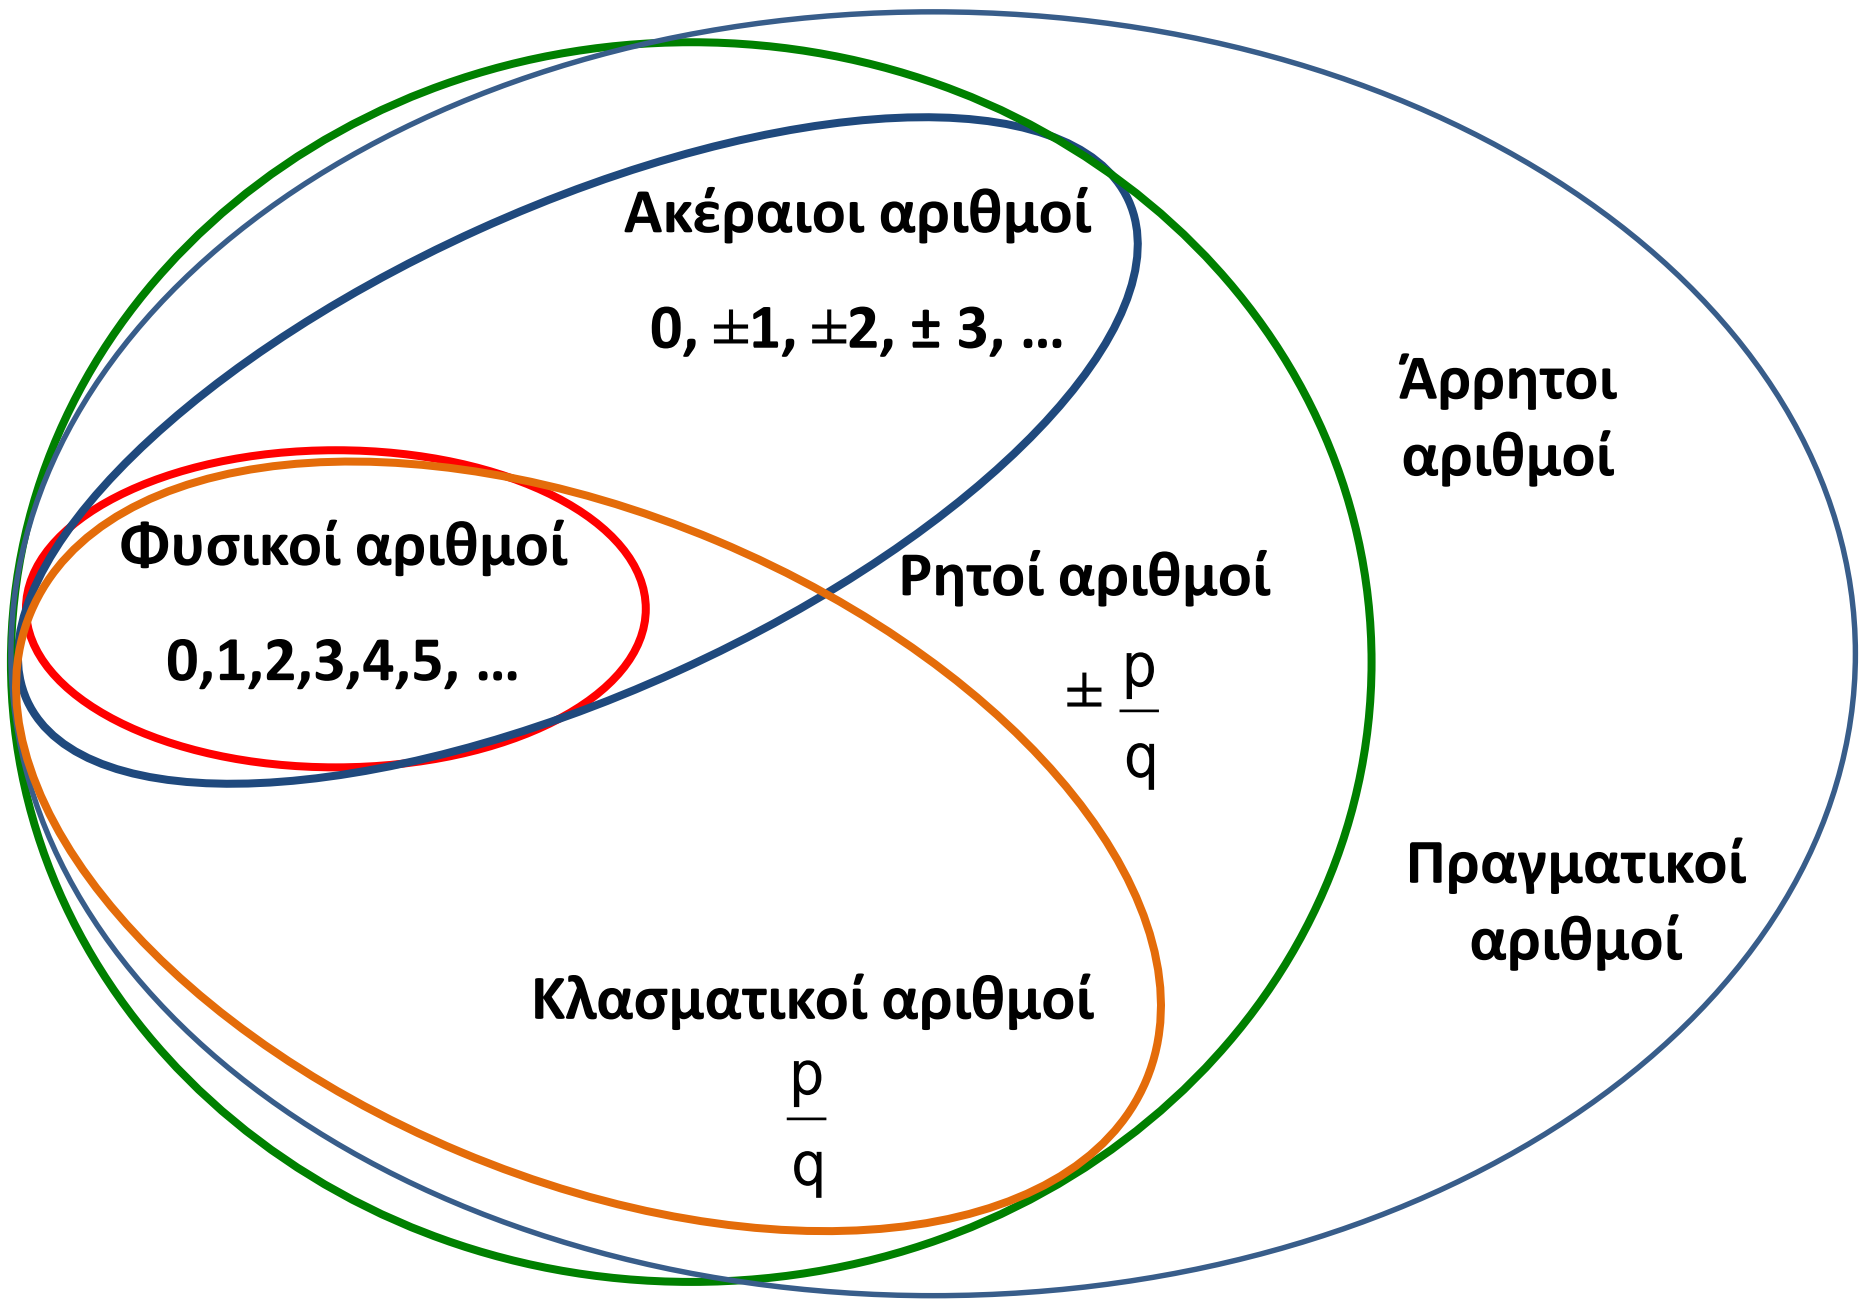 Ακέραιοι αριθμοί
0, ±1, ±2, ± 3, ...
Άρρητοι
αριθμοί
Φυσικοί αριθμοί
0,1,2,3,4,5, ...
Ρητοί αριθμοί
± p
q
Πραγματικοί
αριθμοί
Κλασματικοί αριθμοί
p
q